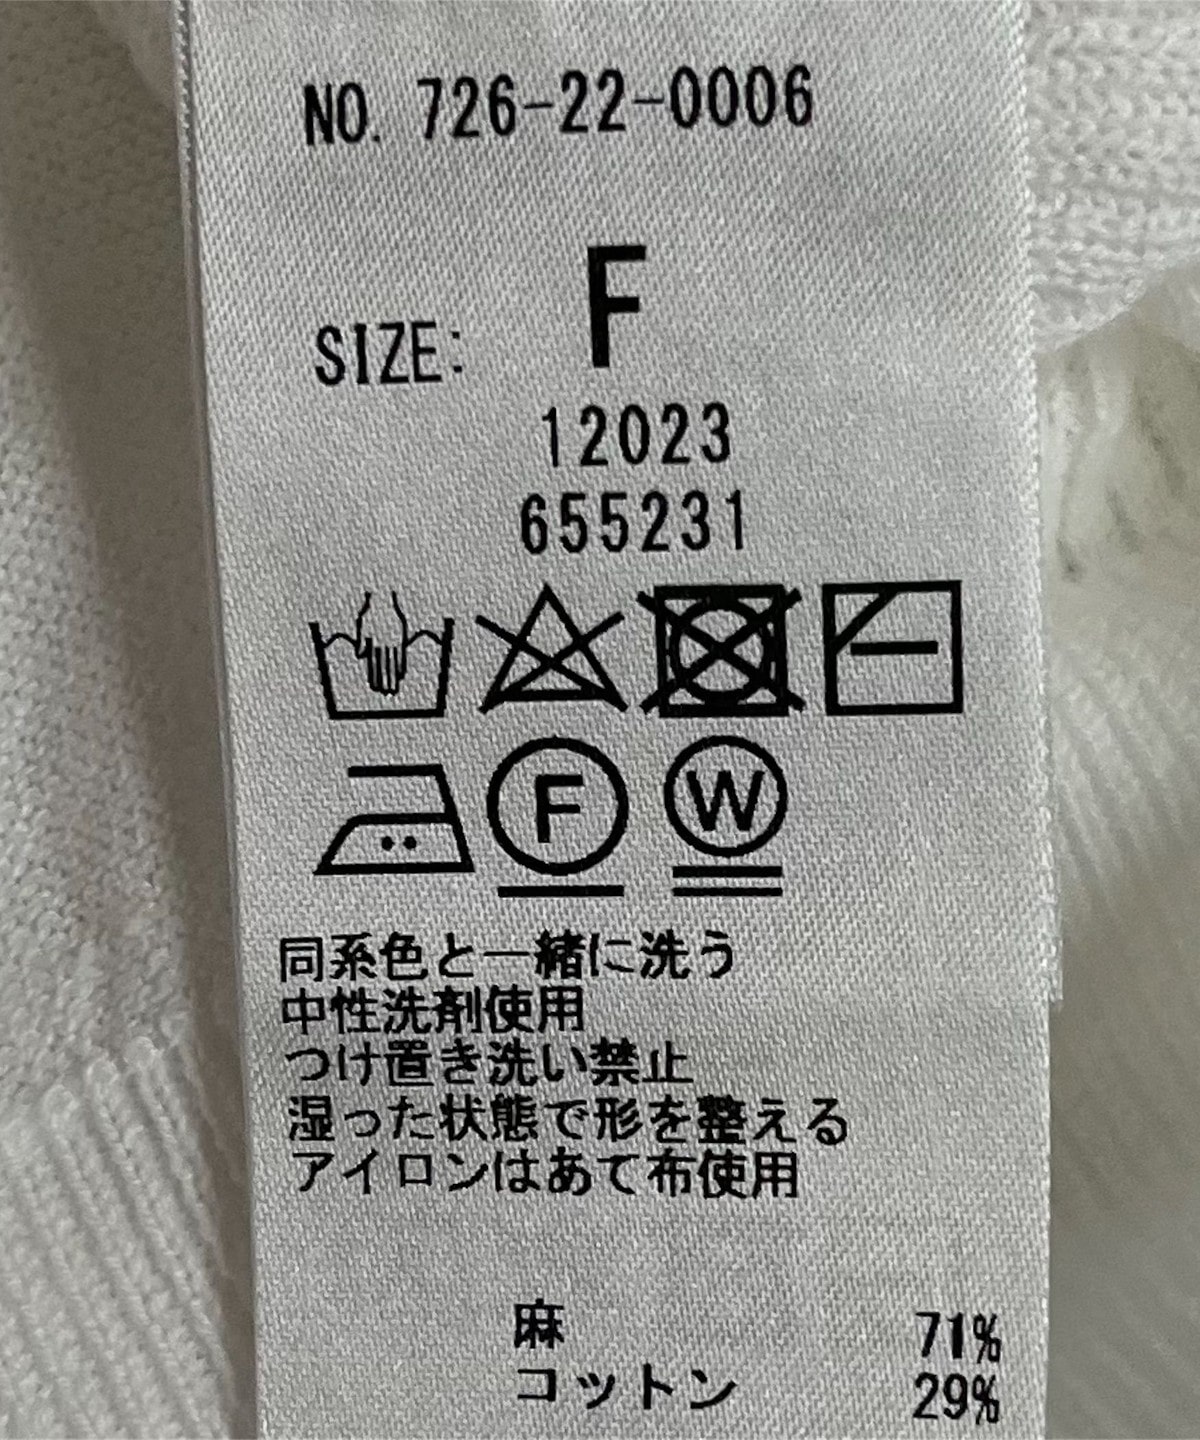 NO. 726-22-0006
SIZE: F
12023
655231
F W
同系色と一緒に洗う
中性洗剤使用
つけ置き洗い禁止
湿った状態で形を整える
アイロンはあて布使用
麻 71%
コットン 29%